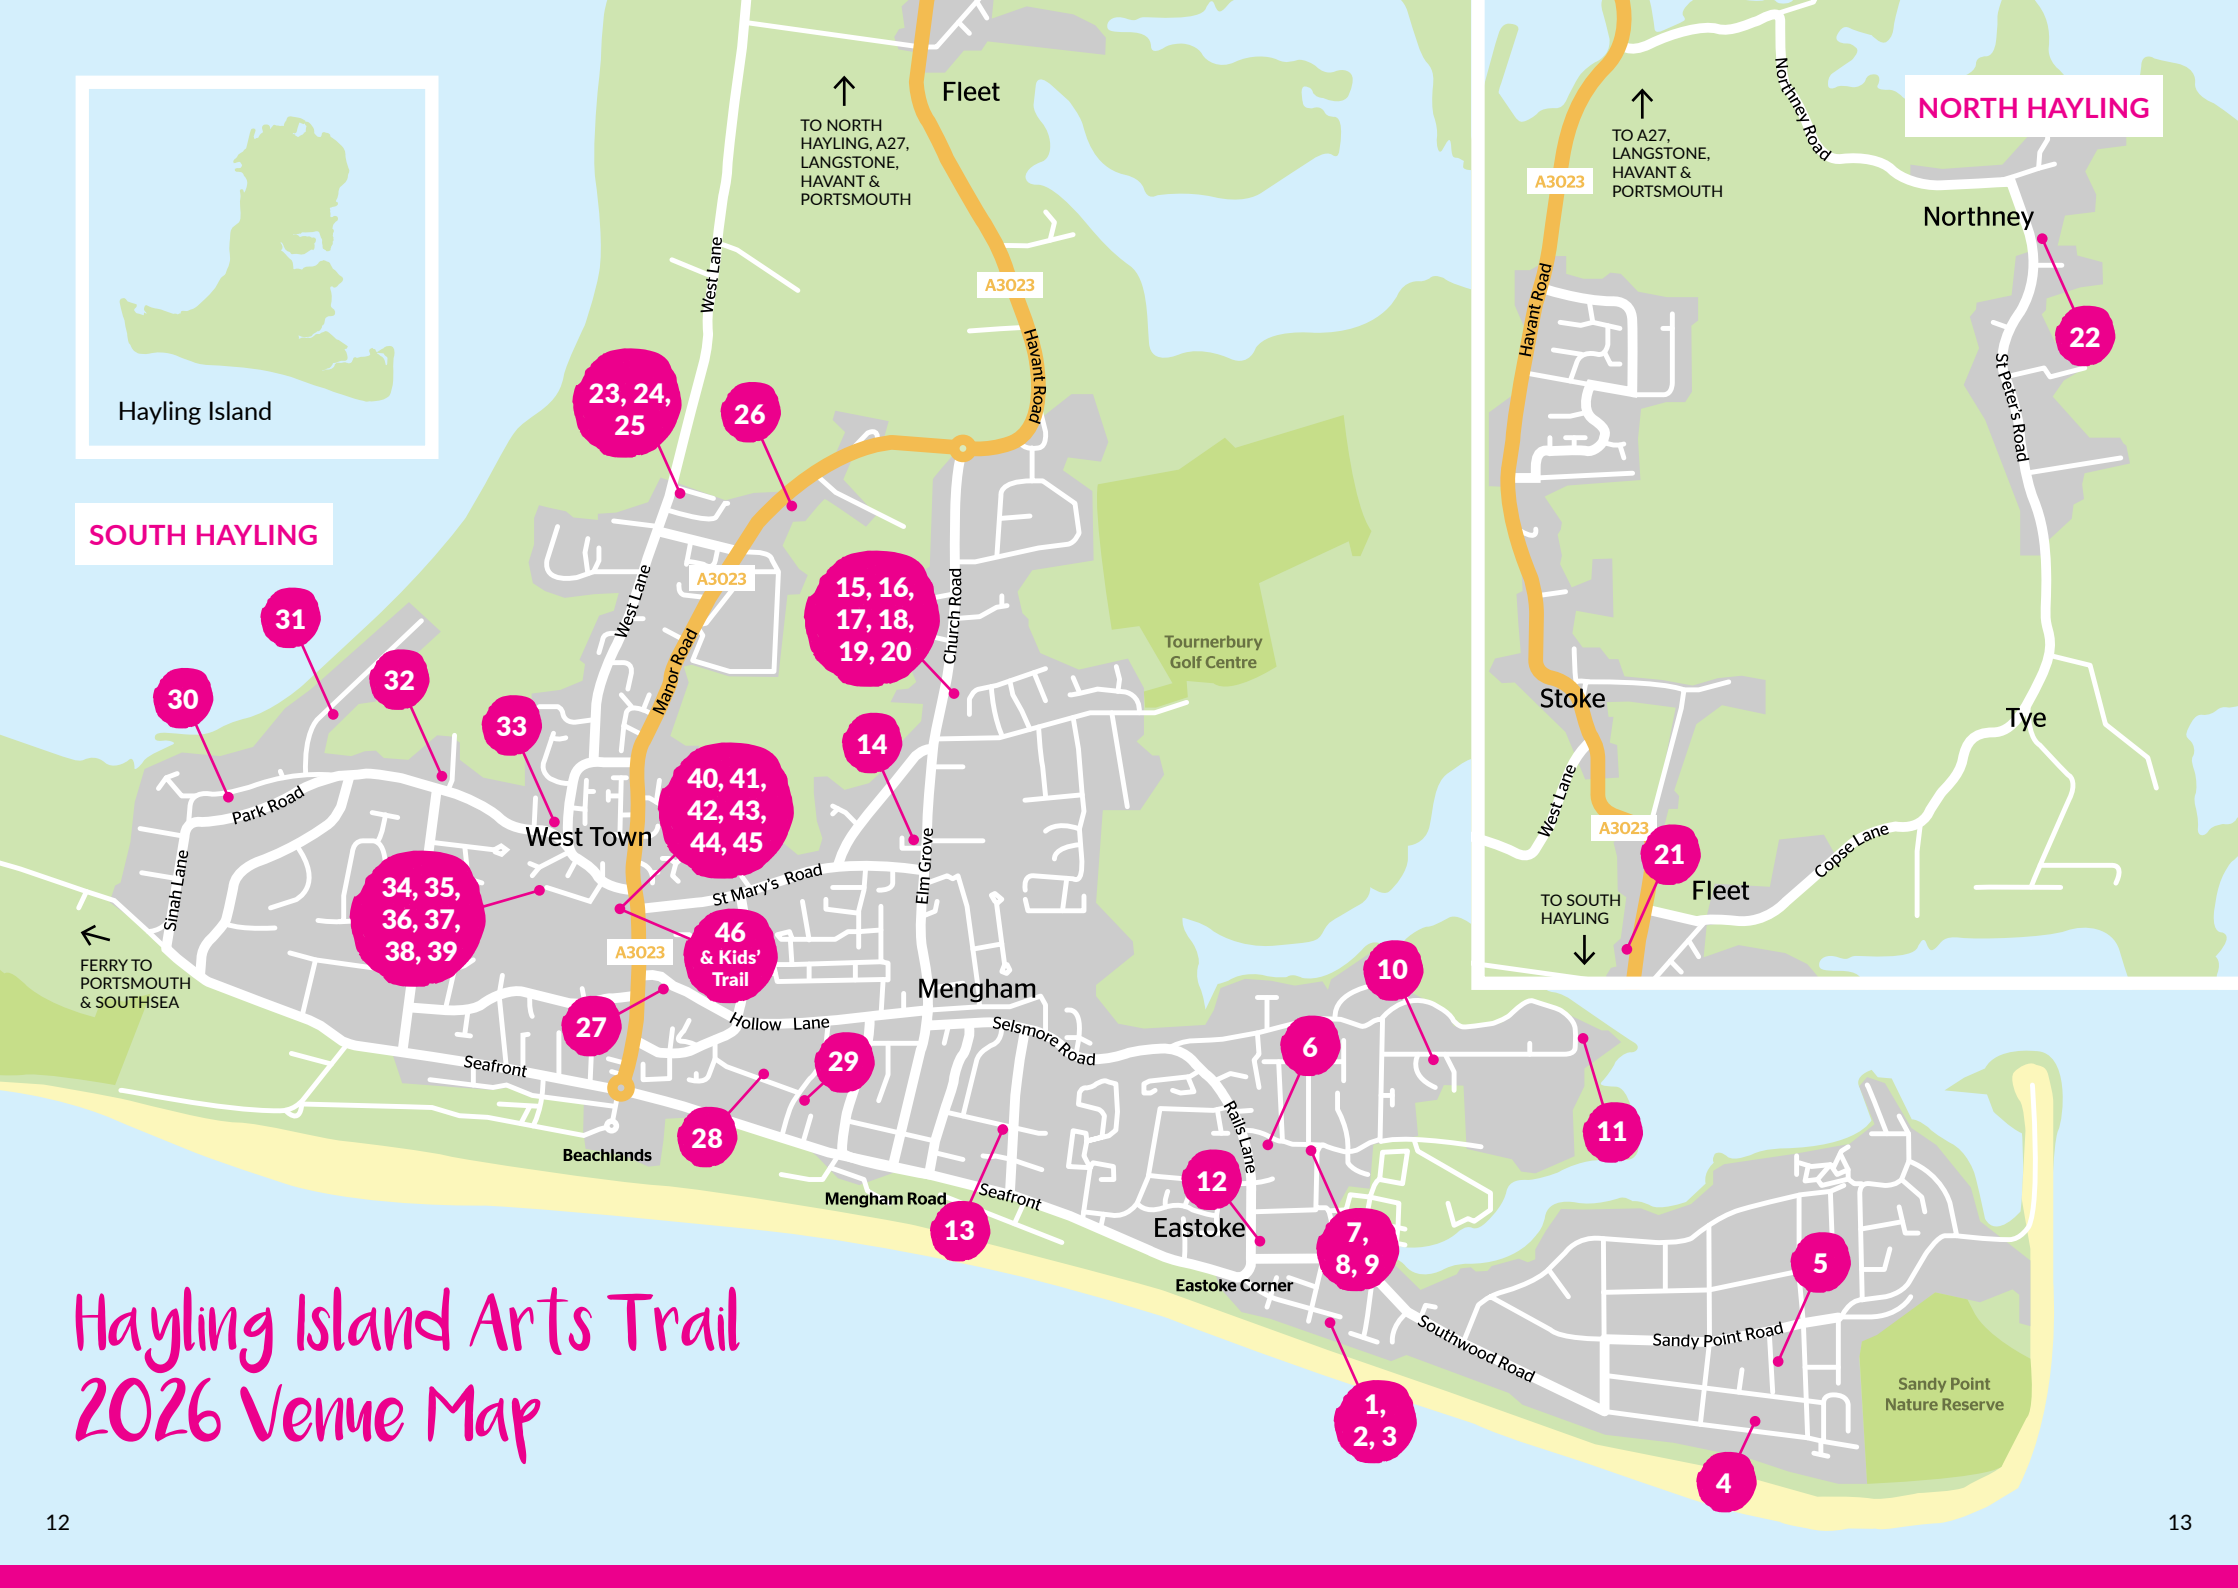 Hayling Island
SOUTH HAYLING
NORTH HAYLING
Fleet
TO NORTH
HAYLING, A27,
LANGSTONE,
HAVANT &
PORTSMOUTH
A3023
Havant Road
West Lane
23, 24,
25
26
A3023
West Lane
Manor Road
15, 16,
17, 18,
19, 20
Church Road
Tournerbury
Golf Centre
31
32
30
33
14
Park Road
West Town
40, 41,
42, 43,
44, 45
Sinah Lane
34, 35,
36, 37,
38, 39
St Mary's Road
Elm Grove
46
& Kids'
Trail
A3023
FERRY TO
PORTSMOUTH
& SOUTHSEA
27
Mengham
Hollow Lane
Selsmore Road
Seafront
29
28
Beachlands
Mengham Road
Seafront
13
10
6
11
Rails Lane
12
Eastoke
7,
8, 9
Eastoke Corner
5
Southwood Road
Sandy Point Road
1,
2, 3
4
Sandy Point
Nature Reserve
TO A27,
LANGSTONE,
HAVANT &
PORTSMOUTH
A3023
Northney Road
Northney
22
Havant Road
St Peter's Road
Stoke
Tye
West Lane
A3023
21
Copse Lane
Fleet
TO SOUTH
HAYLING
Hayling Island Arts Trail
2026 Venue Map
12
13